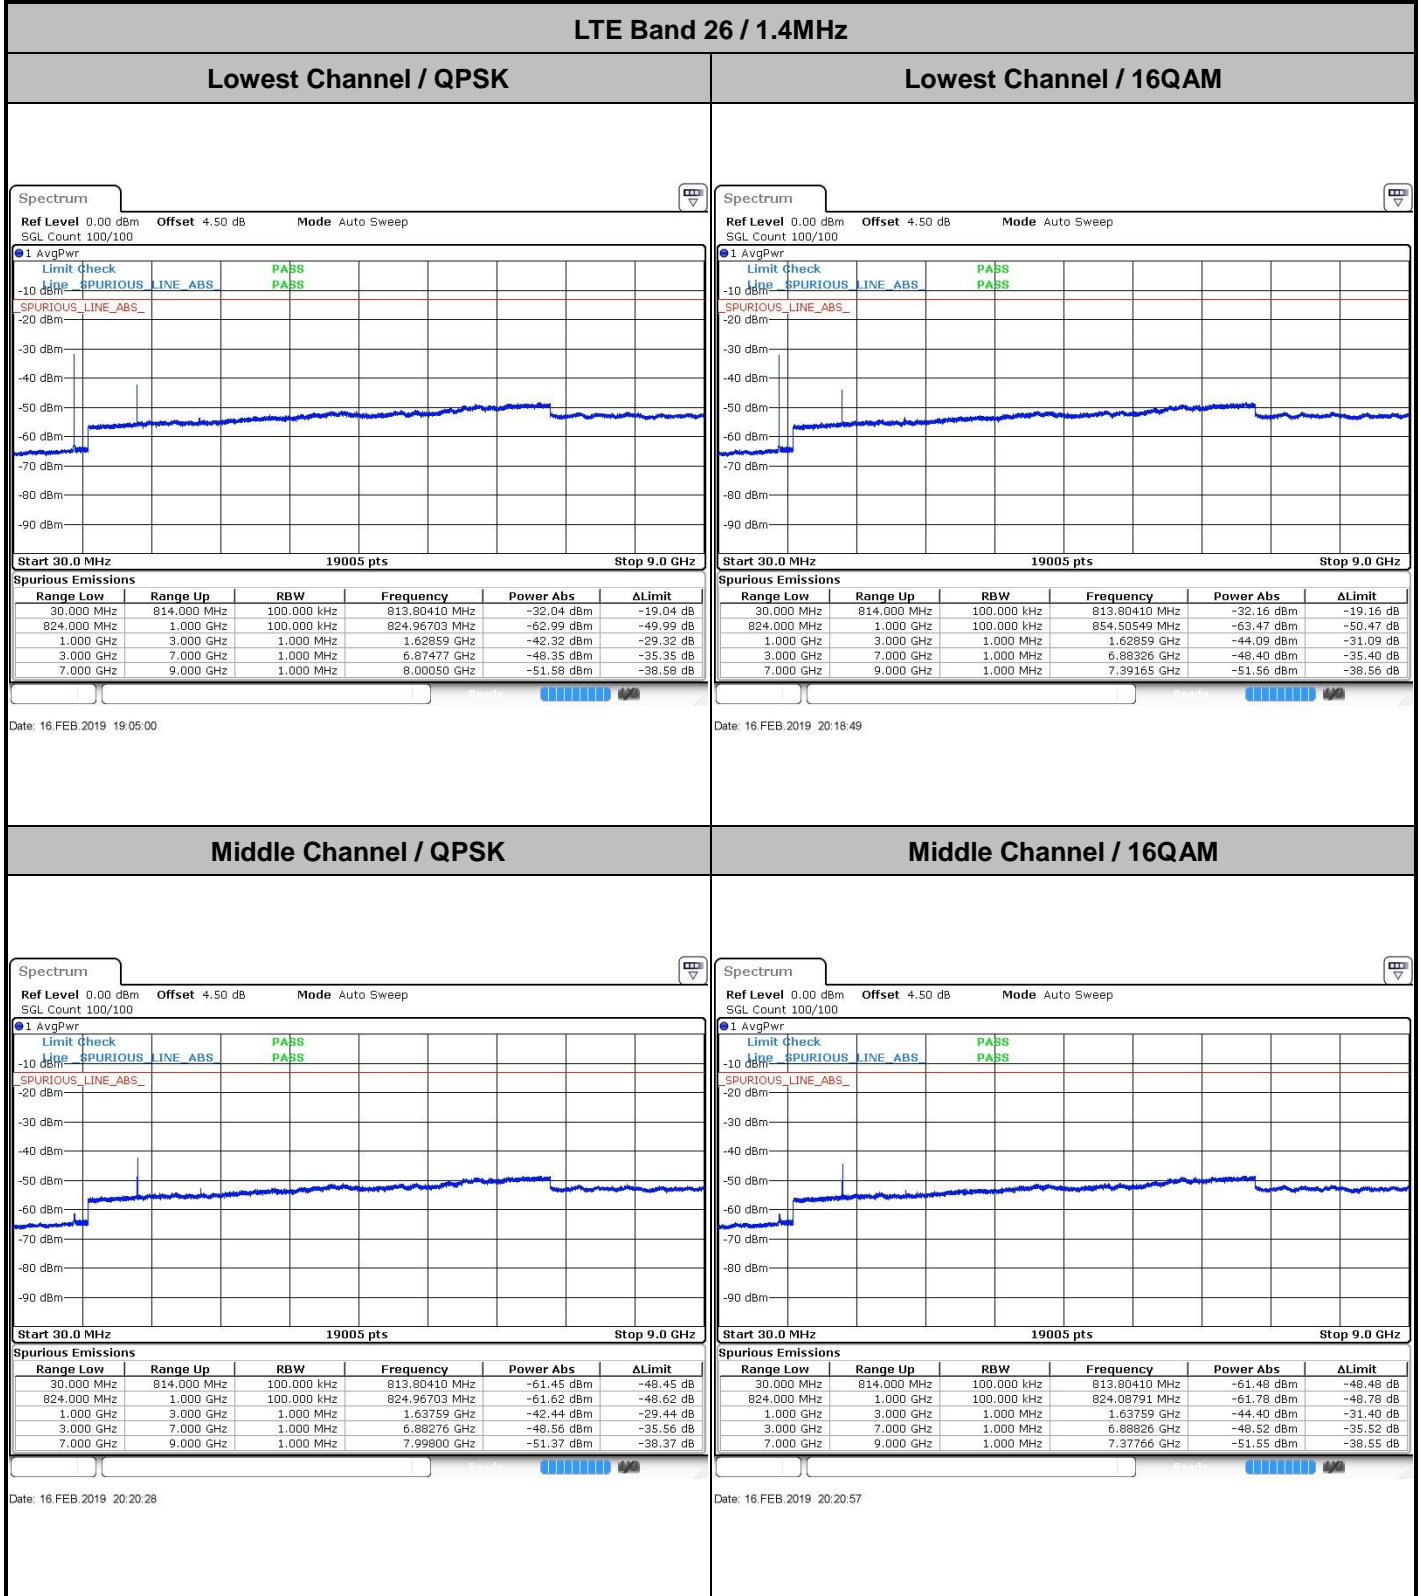 LTE Band 26 / 1.4MHz
Lowest Channel / QPSK
Lowest Channel / 16QAM
Spectrum
Ref Level 0.00 dBm Offset 4.50 dB Mode Auto Sweep
SGL Count 100/100
1 AvgPwr
Limit Check PASS
Line _SPURIOUS_LINE_ABS_ PASS
-10 dBm
_SPURIOUS_LINE_ABS_
-20 dBm
-30 dBm
-40 dBm
-50 dBm
-60 dBm
-70 dBm
-80 dBm
-90 dBm
Start 30.0 MHz 19005 pts Stop 9.0 GHz
Spurious Emissions
Range Low Range Up RBW Frequency Power Abs ΔLimit
30.000 MHz 814.000 MHz 100.000 kHz 813.80410 MHz -32.04 dBm -19.04 dB
824.000 MHz 1.000 GHz 100.000 kHz 824.96703 MHz -62.99 dBm -49.99 dB
1.000 GHz 3.000 GHz 1.000 MHz 1.62859 GHz -42.32 dBm -29.32 dB
3.000 GHz 7.000 GHz 1.000 MHz 6.87477 GHz -48.35 dBm -35.35 dB
7.000 GHz 9.000 GHz 1.000 MHz 8.00050 GHz -51.58 dBm -38.58 dB
Date: 16.FEB.2019 19:05:00
Spectrum
Ref Level 0.00 dBm Offset 4.50 dB Mode Auto Sweep
SGL Count 100/100
1 AvgPwr
Limit Check PASS
Line _SPURIOUS_LINE_ABS_ PASS
-10 dBm
_SPURIOUS_LINE_ABS_
-20 dBm
-30 dBm
-40 dBm
-50 dBm
-60 dBm
-70 dBm
-80 dBm
-90 dBm
Start 30.0 MHz 19005 pts Stop 9.0 GHz
Spurious Emissions
Range Low Range Up RBW Frequency Power Abs ΔLimit
30.000 MHz 814.000 MHz 100.000 kHz 813.80410 MHz -32.16 dBm -19.16 dB
824.000 MHz 1.000 GHz 100.000 kHz 854.50549 MHz -63.47 dBm -50.47 dB
1.000 GHz 3.000 GHz 1.000 MHz 1.62859 GHz -44.09 dBm -31.09 dB
3.000 GHz 7.000 GHz 1.000 MHz 6.88326 GHz -48.40 dBm -35.40 dB
7.000 GHz 9.000 GHz 1.000 MHz 7.39165 GHz -51.56 dBm -38.56 dB
Date: 16.FEB.2019 20:18:49
Middle Channel / QPSK
Middle Channel / 16QAM
Spectrum
Ref Level 0.00 dBm Offset 4.50 dB Mode Auto Sweep
SGL Count 100/100
1 AvgPwr
Limit Check PASS
Line _SPURIOUS_LINE_ABS_ PASS
-10 dBm
_SPURIOUS_LINE_ABS_
-20 dBm
-30 dBm
-40 dBm
-50 dBm
-60 dBm
-70 dBm
-80 dBm
-90 dBm
Start 30.0 MHz 19005 pts Stop 9.0 GHz
Spurious Emissions
Range Low Range Up RBW Frequency Power Abs ΔLimit
30.000 MHz 814.000 MHz 100.000 kHz 813.80410 MHz -61.45 dBm -48.45 dB
824.000 MHz 1.000 GHz 100.000 kHz 824.96703 MHz -61.62 dBm -48.62 dB
1.000 GHz 3.000 GHz 1.000 MHz 1.63759 GHz -42.44 dBm -29.44 dB
3.000 GHz 7.000 GHz 1.000 MHz 6.88276 GHz -48.56 dBm -35.56 dB
7.000 GHz 9.000 GHz 1.000 MHz 7.99800 GHz -51.37 dBm -38.37 dB
Date: 16.FEB.2019 20:20:28
Spectrum
Ref Level 0.00 dBm Offset 4.50 dB Mode Auto Sweep
SGL Count 100/100
1 AvgPwr
Limit Check PASS
Line _SPURIOUS_LINE_ABS_ PASS
-10 dBm
_SPURIOUS_LINE_ABS_
-20 dBm
-30 dBm
-40 dBm
-50 dBm
-60 dBm
-70 dBm
-80 dBm
-90 dBm
Start 30.0 MHz 19005 pts Stop 9.0 GHz
Spurious Emissions
Range Low Range Up RBW Frequency Power Abs ΔLimit
30.000 MHz 814.000 MHz 100.000 kHz 813.80410 MHz -61.48 dBm -48.48 dB
824.000 MHz 1.000 GHz 100.000 kHz 824.08791 MHz -61.78 dBm -48.78 dB
1.000 GHz 3.000 GHz 1.000 MHz 1.63759 GHz -44.40 dBm -31.40 dB
3.000 GHz 7.000 GHz 1.000 MHz 6.88826 GHz -48.52 dBm -35.52 dB
7.000 GHz 9.000 GHz 1.000 MHz 7.37766 GHz -51.55 dBm -38.55 dB
Date: 16.FEB.2019 20:20:57